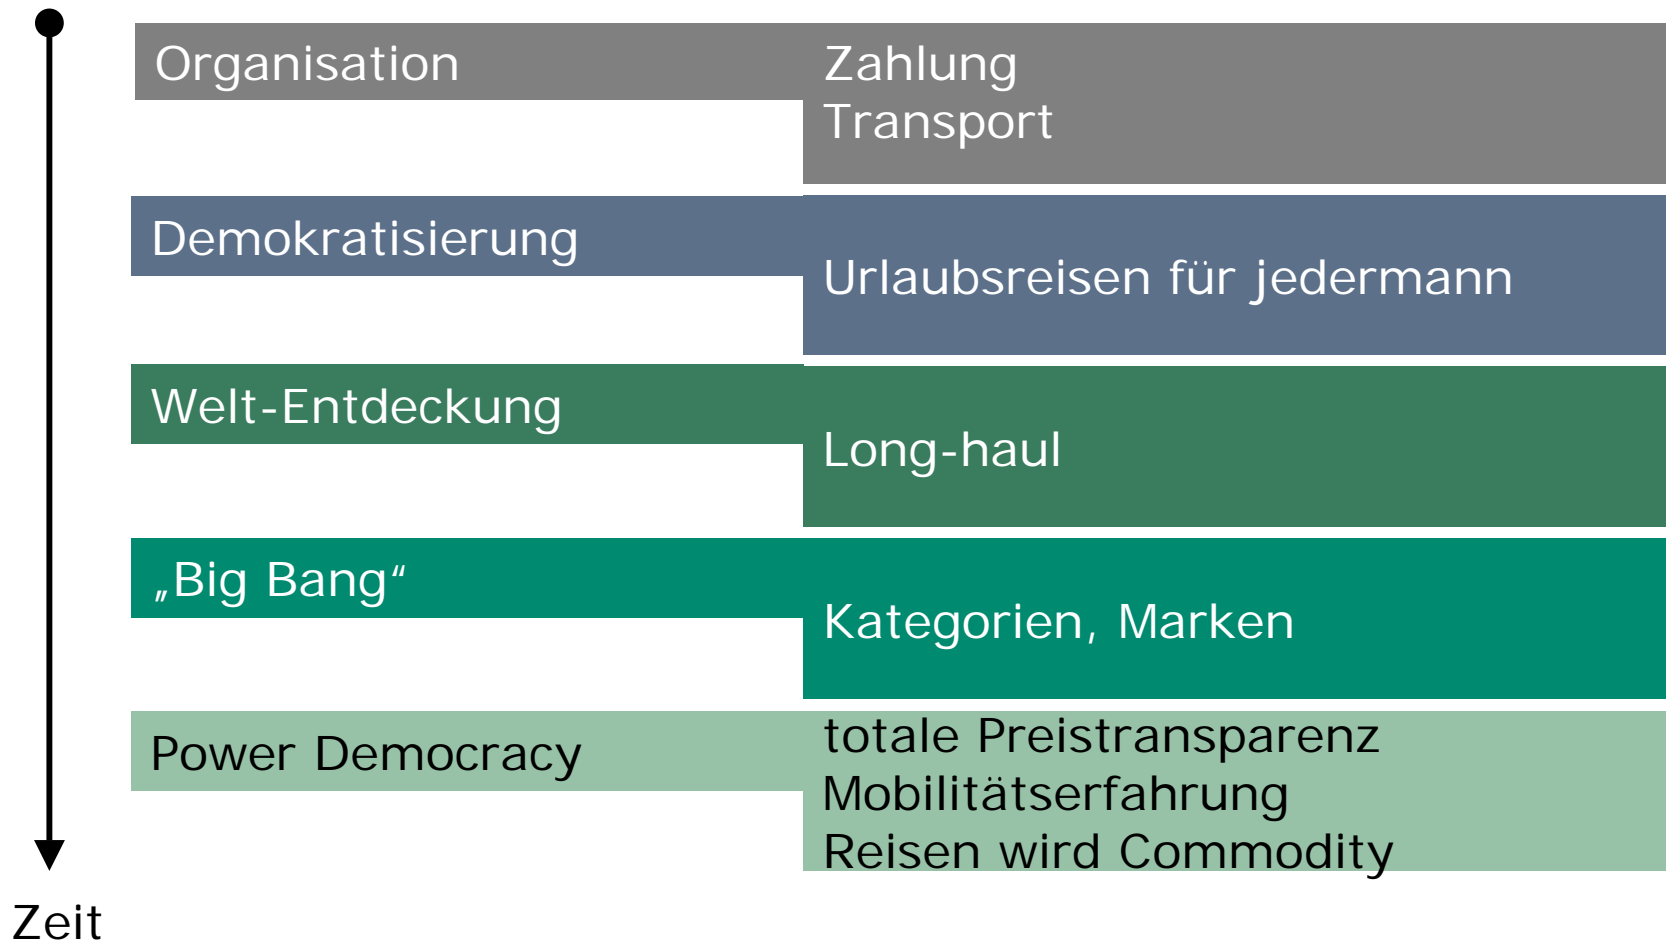 Organisation
Zahlung
Transport
Demokratisierung
Urlaubsreisen für jedermann
Welt-Entdeckung
Long-haul
„Big Bang“
Kategorien, Marken
Power Democracy
totale Preistransparenz
Mobilitätserfahrung
Reisen wird Commodity
Zeit